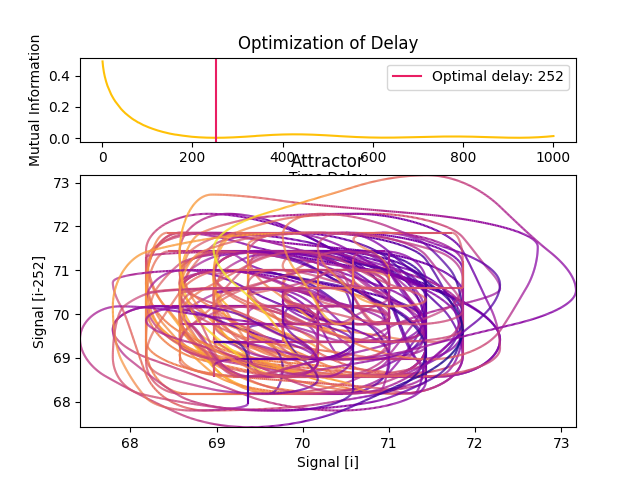 Optimization of Delay
Mutual Information
0.4
0.2
0.0
Optimal delay: 252
0 200 400 600 800 1000
Time Delay
Attractor
Signal [i-252]
73
72
71
70
69
68
68 69 70 71 72 73
Signal [i]